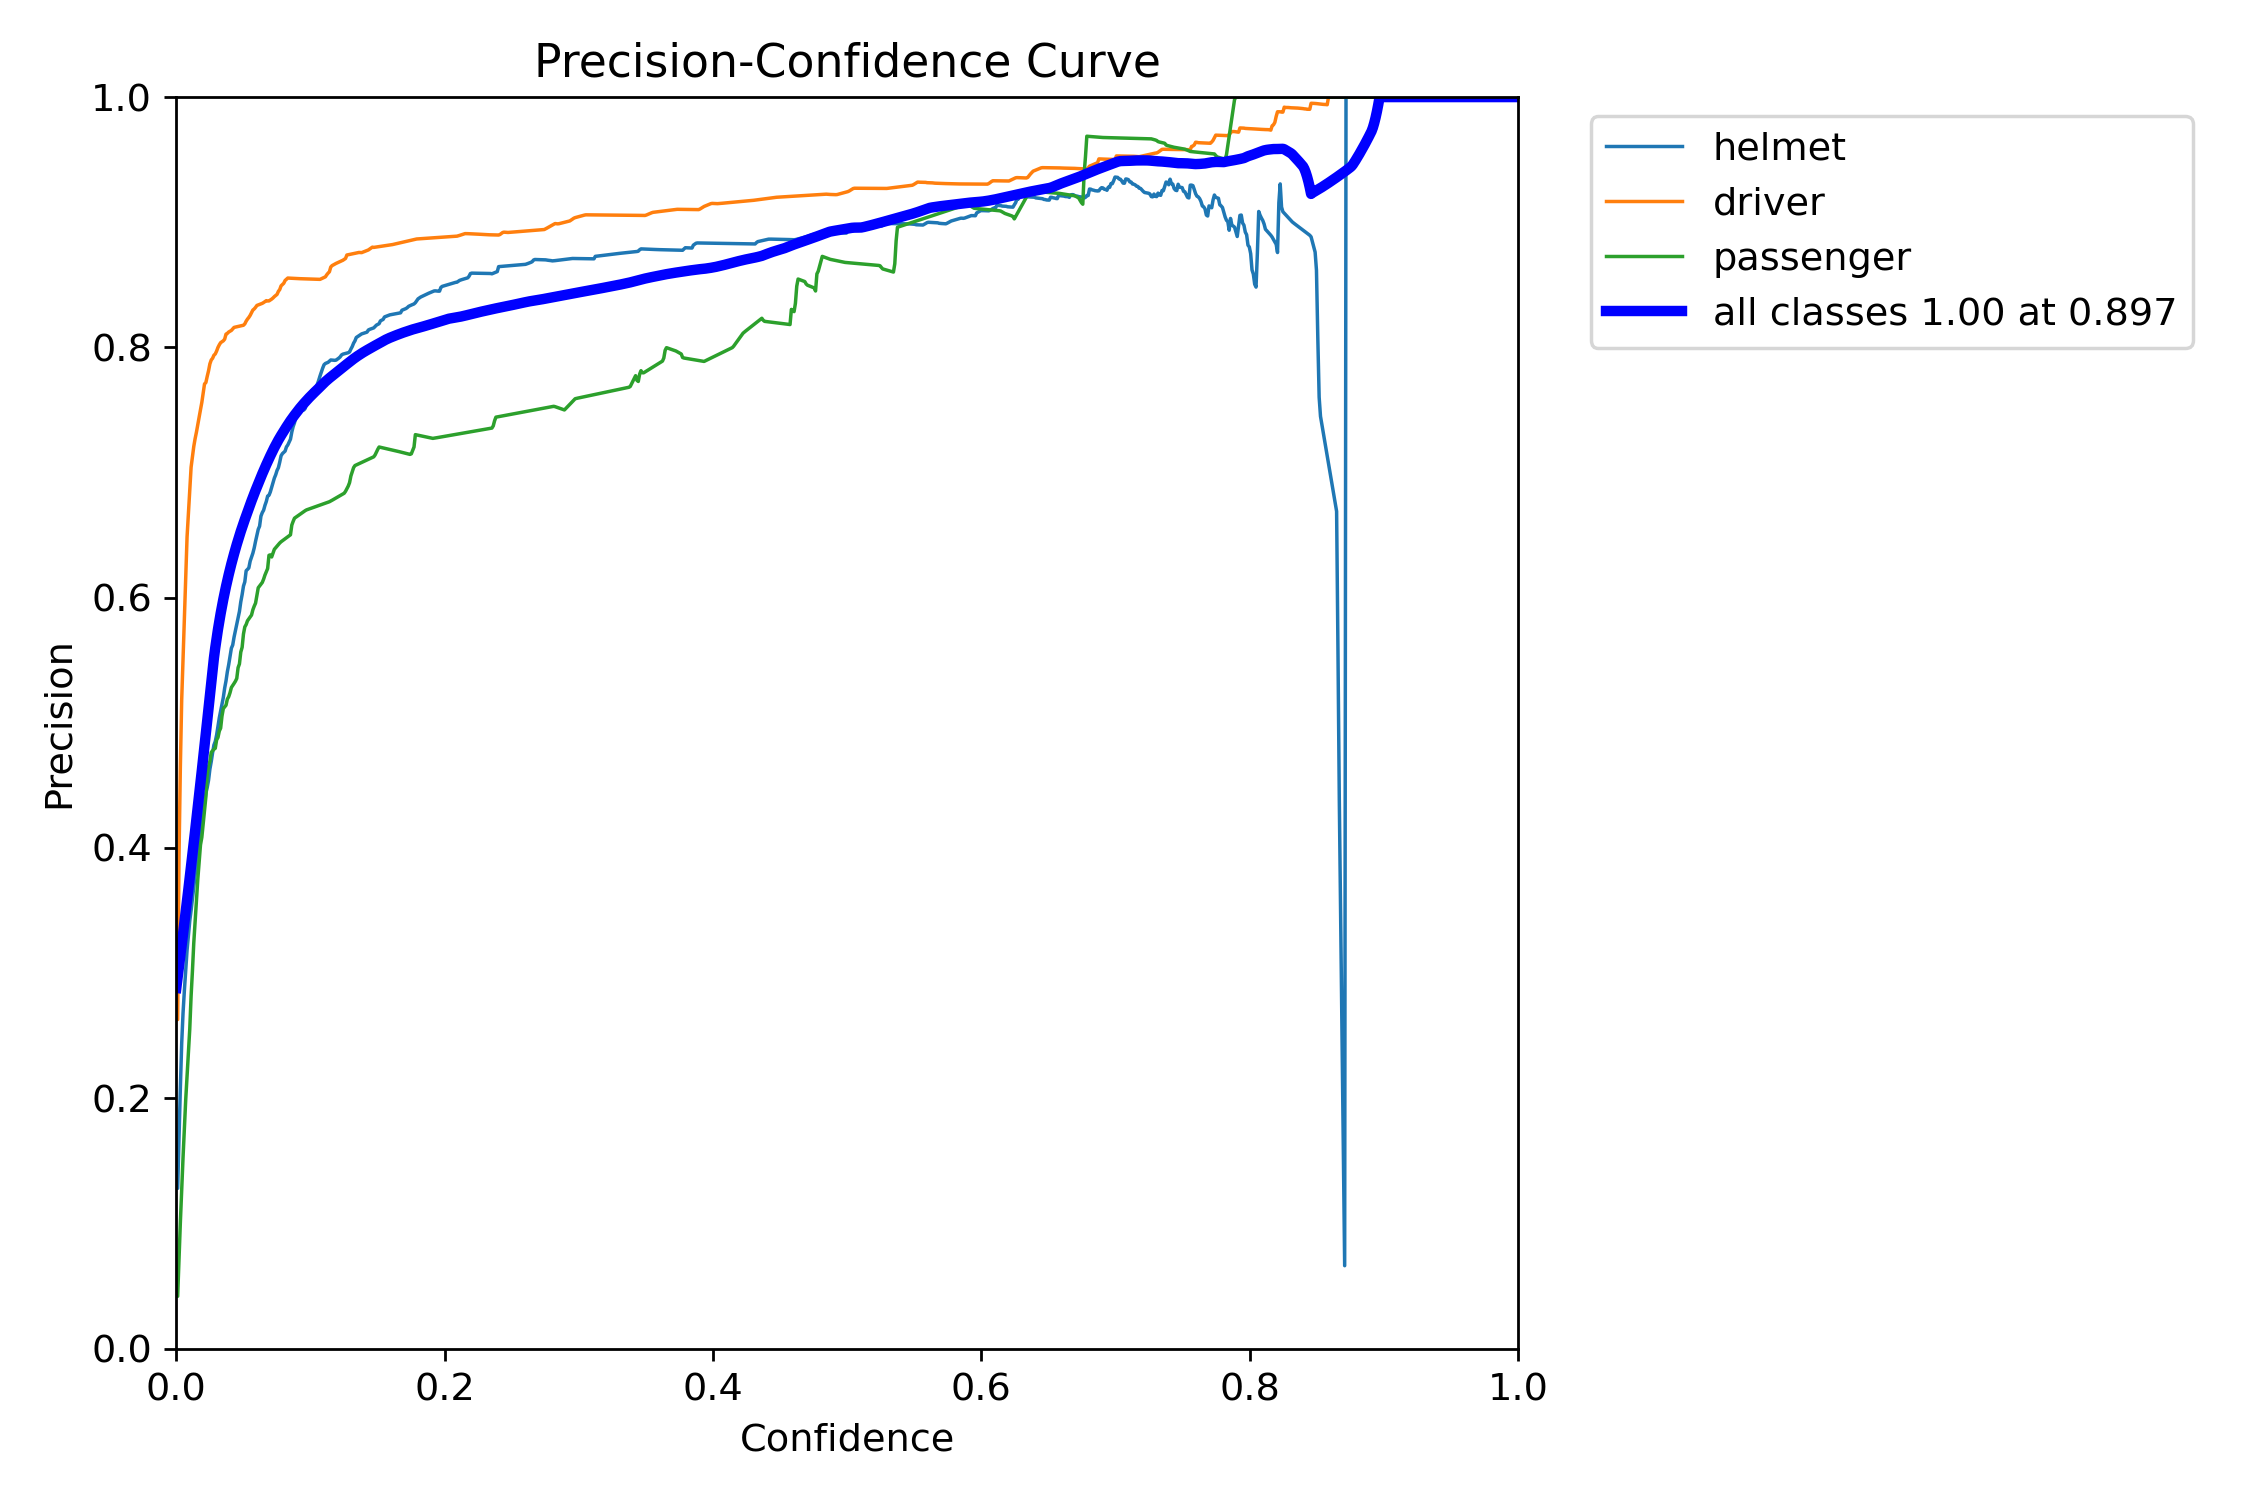 Precision-Confidence Curve
1.0
0.8
0.6
0.4
0.2
0.0
Precision
0.0 0.2 0.4 0.6 0.8 1.0
Confidence
helmet
driver
passenger
all classes 1.00 at 0.897